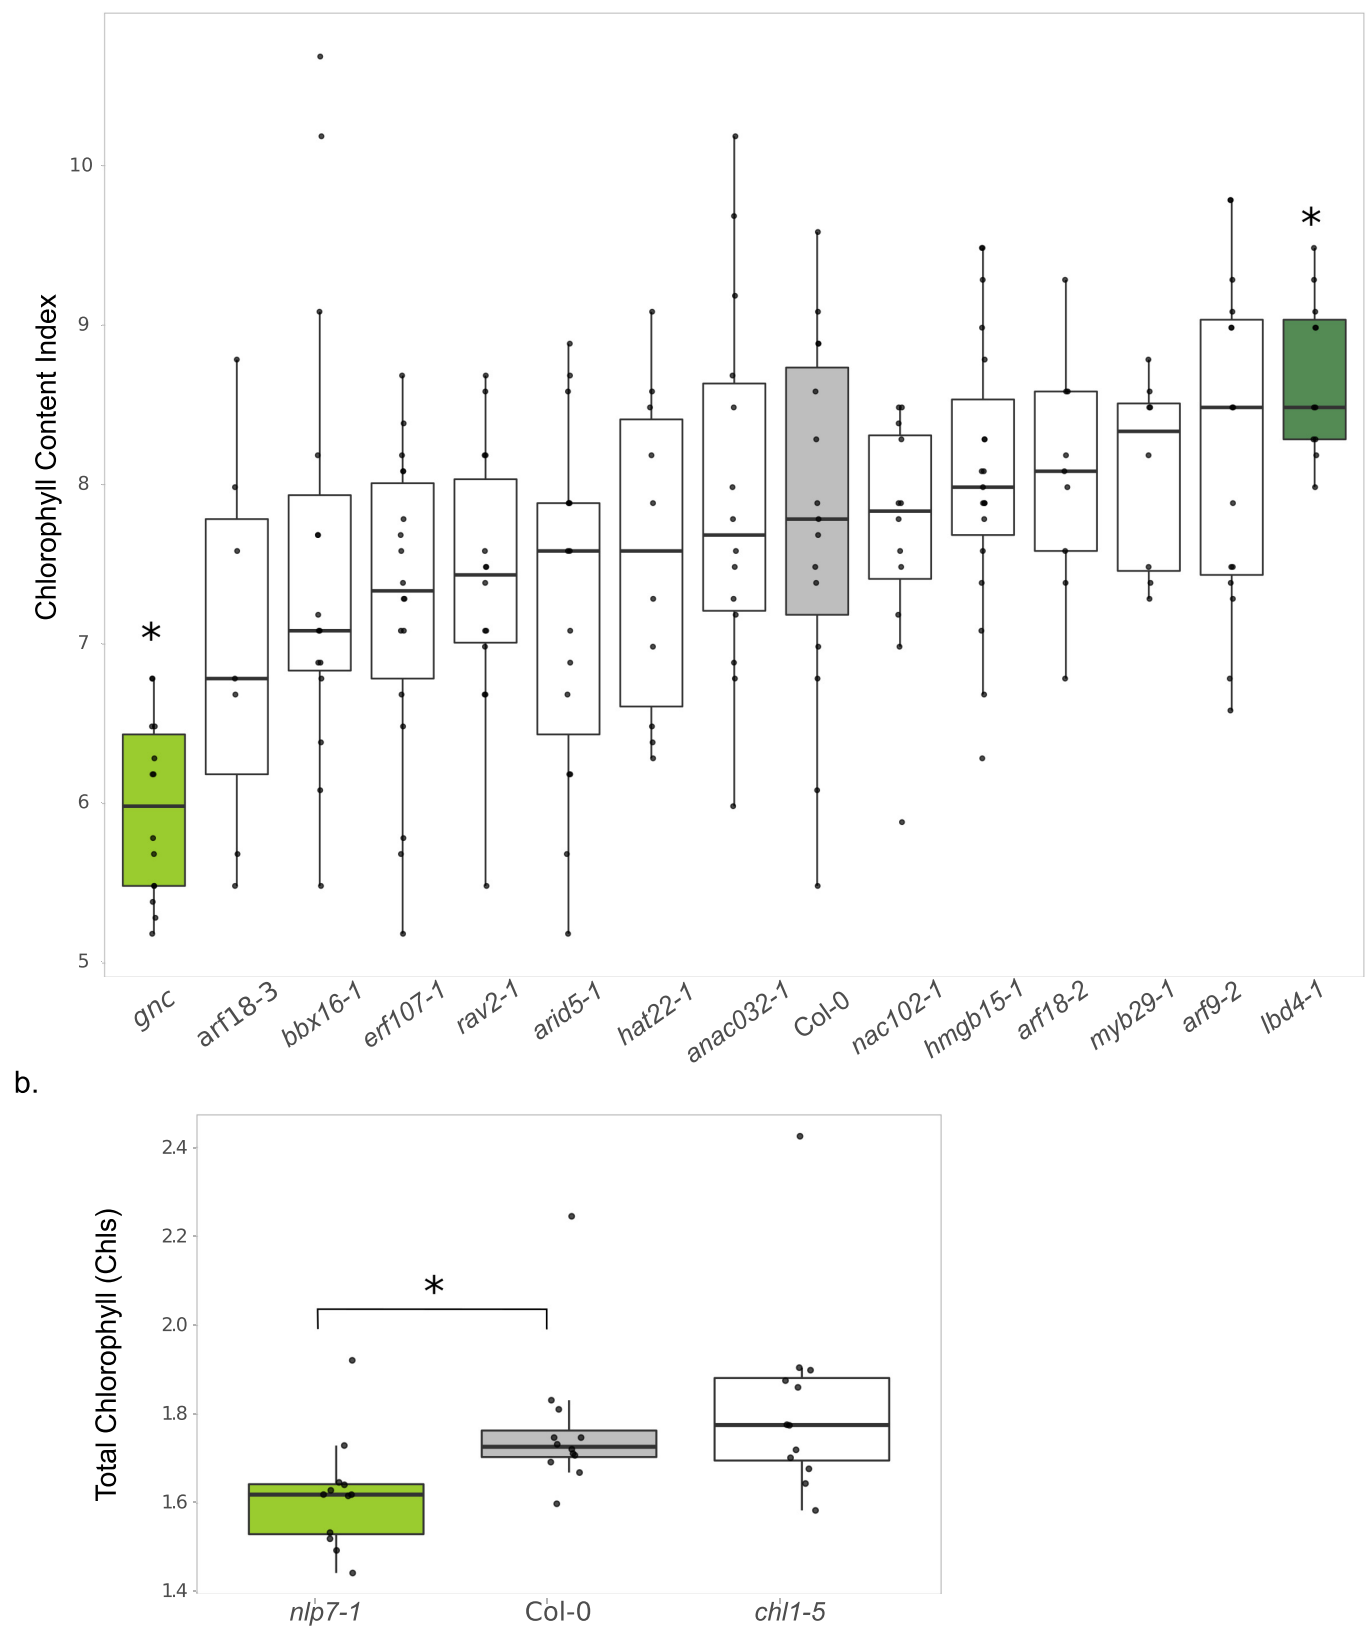 Chlorophyll Content Index
10
9
8
7
6
5
*
*
gnc
arf18-3
bbx16-1
erf107-1
rav2-1
arid5-1
hat22-1
anac032-1
Col-0
nac102-1
hmgb15-1
arf18-2
myb29-1
arf9-2
lbd4-1
b.
Total Chlorophyll (Chls)
2.4
2.2
2.0
1.8
1.6
1.4
*
nlp7-1
Col-0
chl1-5